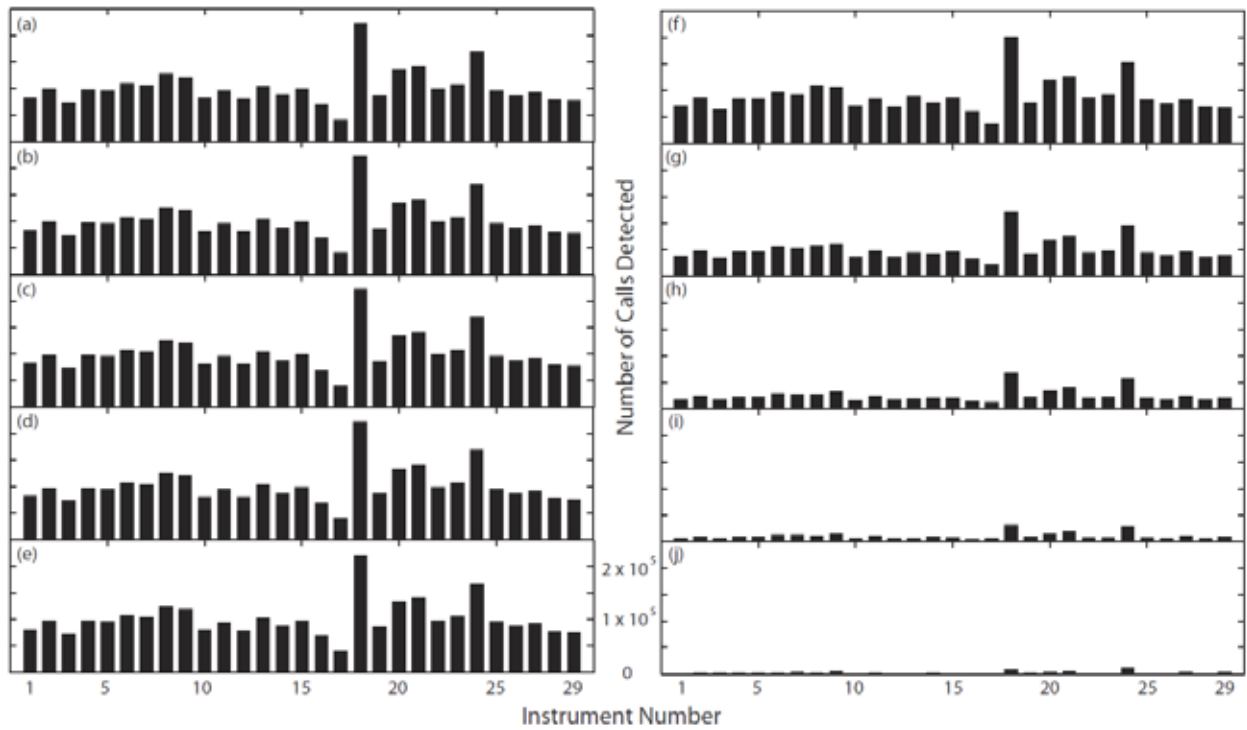 (a)
(b)
(c)
(d)
(e)
1 5 10 15 20 25 29
Number of Calls Detected
(f)
(g)
(h)
(i)
(j)
2 x 10⁵
1 x 10⁵
0
1 5 10 15 20 25 29
Instrument Number